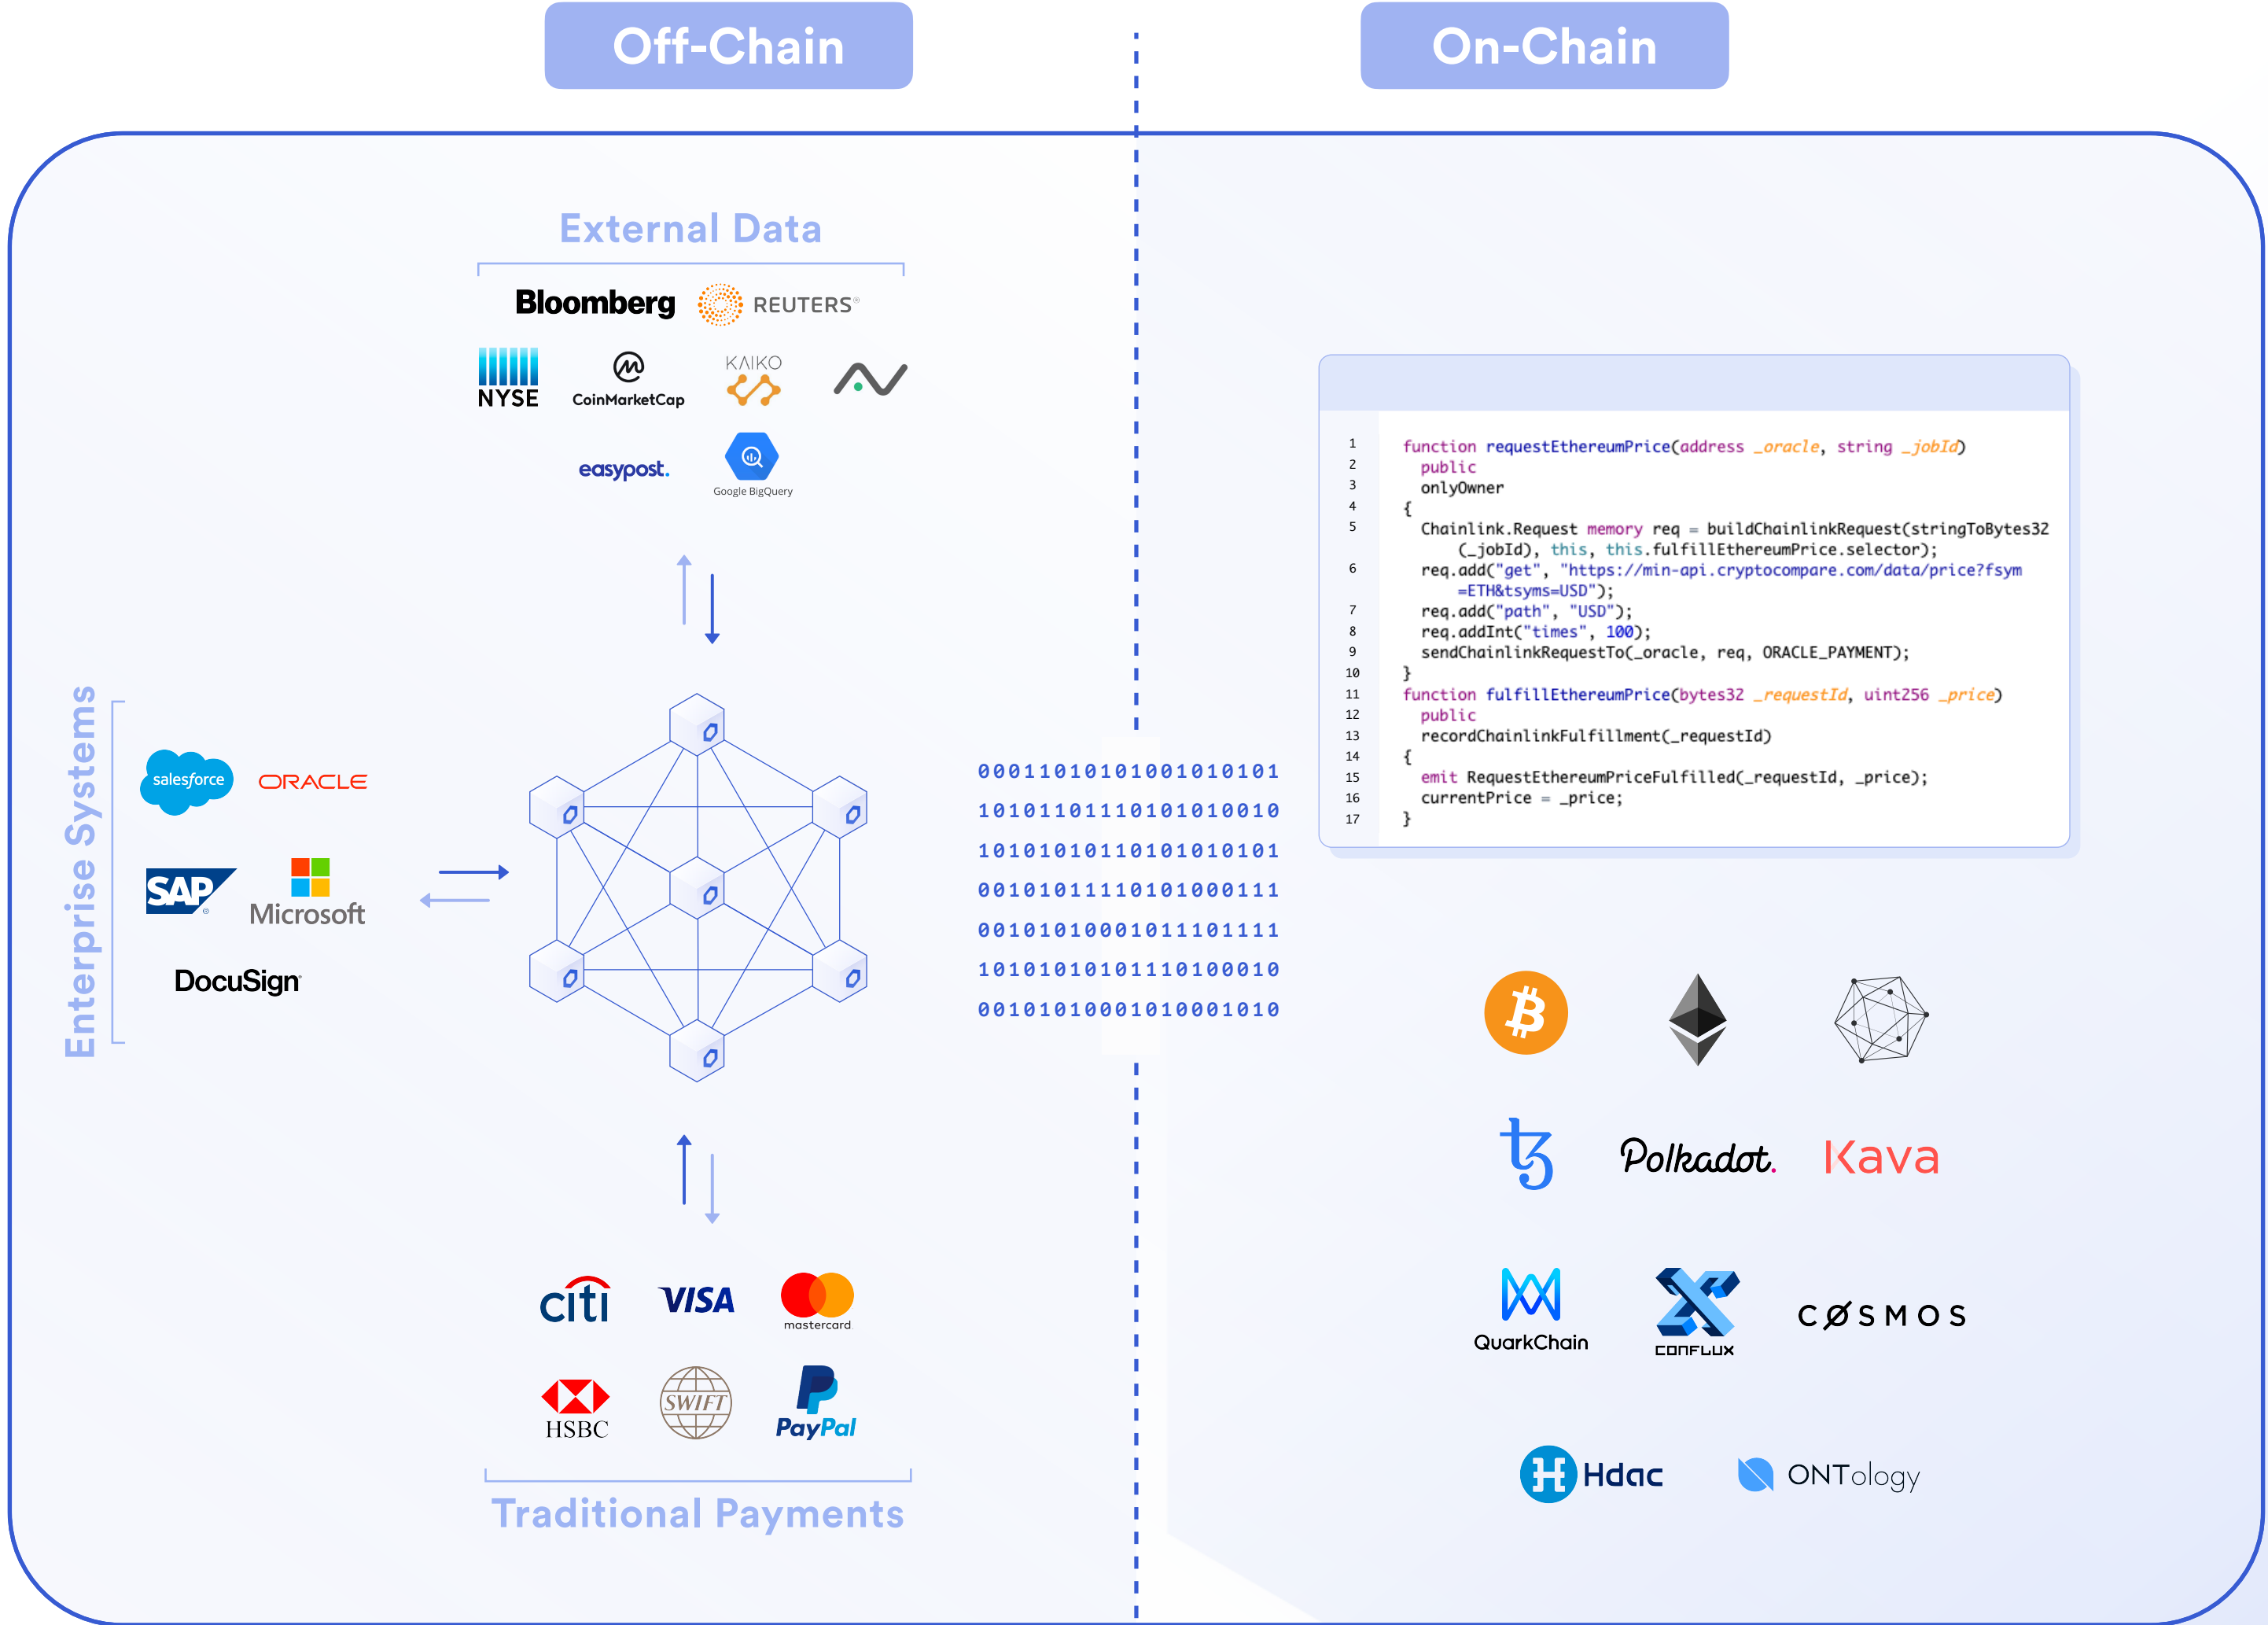 Off-Chain
On-Chain
External Data
Bloomberg
REUTERS®
NYSE
CoinMarketCap
KAIKO
easypost.
Google BigQuery
Enterprise Systems
salesforce
ORACLE
SAP®
Microsoft
DocuSign
00011010101001010101
10101101110101010010
10101010110101010101
00101011110101000111
00101010001011101111
10101010101110100010
00101010001010001010
citi
VISA
mastercard
HSBC
SWIFT
PayPal
Traditional Payments
1 function requestEthereumPrice(address _oracle, string _jobId)
2 public
3 onlyOwner
4 {
5 Chainlink.Request memory req = buildChainlinkRequest(stringToBytes32
(_jobId), this, this.fulfillEthereumPrice.selector);
6 req.add("get", "https://min-api.cryptocompare.com/data/price?fsym
=ETH&tsyms=USD");
7 req.add("path", "USD");
8 req.addInt("times", 100);
9 sendChainlinkRequestTo(_oracle, req, ORACLE_PAYMENT);
10 }
11 function fulfillEthereumPrice(bytes32 _requestId, uint256 _price)
12 public
13 recordChainlinkFulfillment(_requestId)
14 {
15 emit RequestEthereumPriceFulfilled(_requestId, _price);
16 currentPrice = _price;
17 }
Polkadot.
Kava
QuarkChain
CONFLUX
CØSMOS
Hdac
ONTology